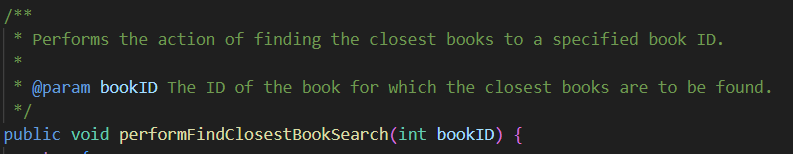 /**
* Performs the action of finding the closest books to a specified book ID.
*
* @param bookID The ID of the book for which the closest books are to be found.
*/
public void performFindClosestBookSearch(int bookID) {